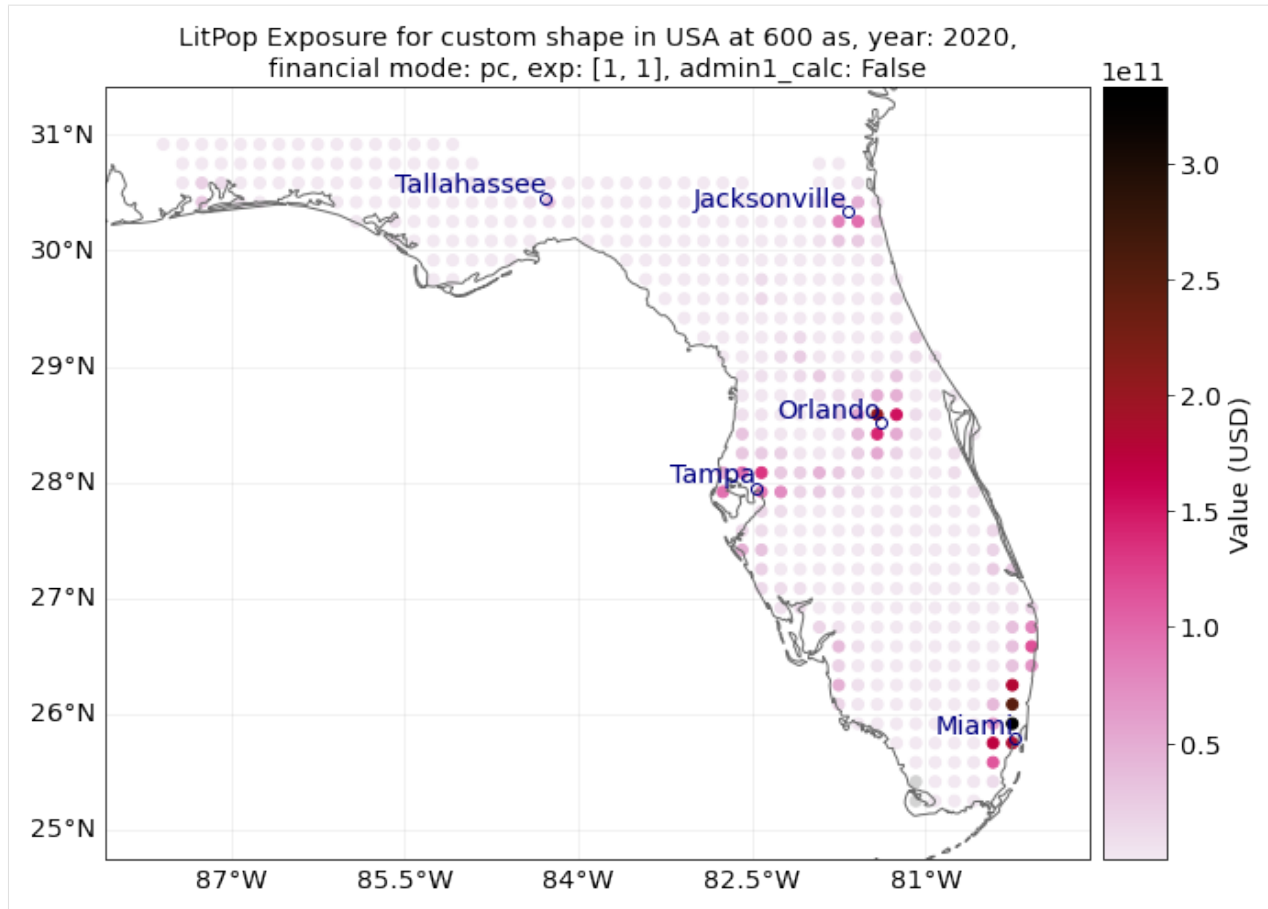 LitPop Exposure for custom shape in USA at 600 as, year: 2020,
financial mode: pc, exp: [1, 1], admin1_calc: False
1e11
31°N
30°N
29°N
28°N
27°N
26°N
25°N
Tallahassee
Jacksonville
Orlando
Tampa
Miami
87°W
85.5°W
84°W
82.5°W
81°W
3.0
2.5
2.0
1.5
1.0
0.5
Value (USD)